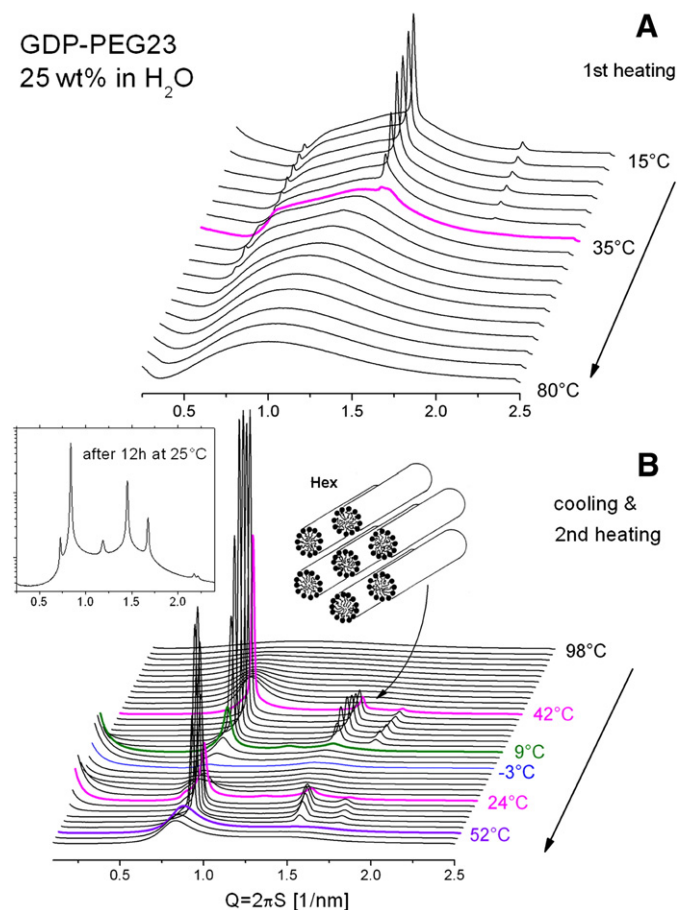 GDP-PEG23
25 wt% in H₂O
A
1st heating
15°C
35°C
80°C
0.5 1.0 1.5 2.0 2.5
after 12h at 25°C
0.5 1.0 1.5 2.0
B
cooling &
2nd heating
Hex
98°C
42°C
9°C
-3°C
24°C
52°C
0.5 1.0 1.5 2.0 2.5
Q=2πS [1/nm]